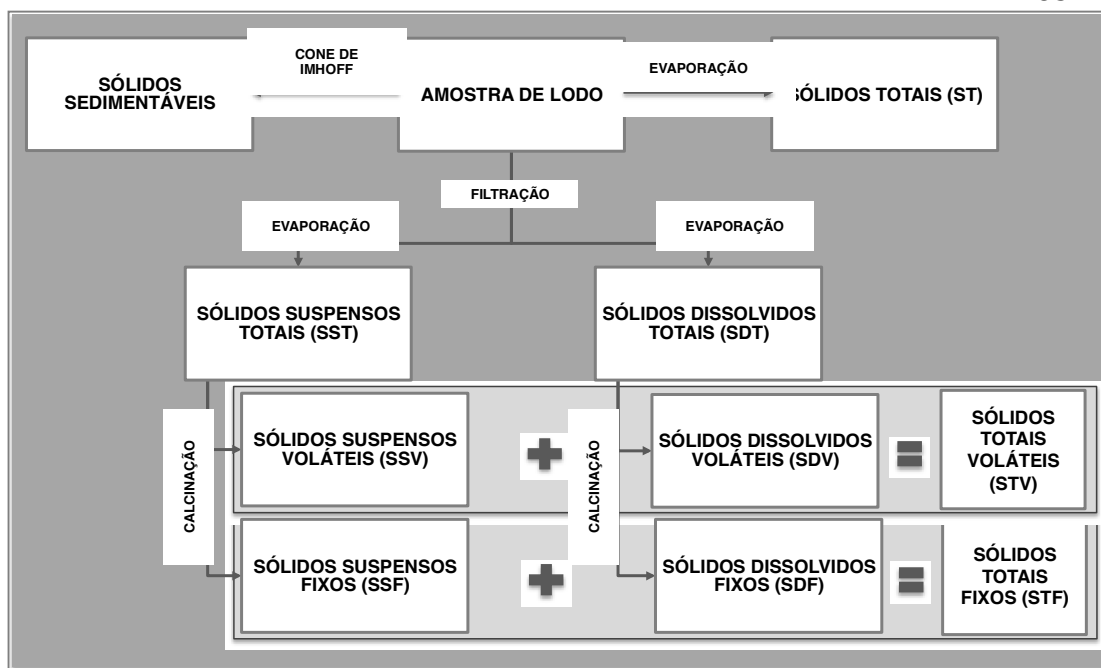 SÓLIDOS
SEDIMENTÁVEIS
CONE DE
IMHOFF
AMOSTRA DE LODO
EVAPORAÇÃO
SÓLIDOS TOTAIS (ST)
FILTRAÇÃO
EVAPORAÇÃO
EVAPORAÇÃO
SÓLIDOS SUSPENSOS
TOTAIS (SST)
SÓLIDOS DISSOLVIDOS
TOTAIS (SDT)
CALCINAÇÃO
SÓLIDOS SUSPENSOS
VOLÁTEIS (SSV)
CALCINAÇÃO
SÓLIDOS DISSOLVIDOS
VOLÁTEIS (SDV)
SÓLIDOS
TOTAIS
VOLÁTEIS
(STV)
SÓLIDOS SUSPENSOS
FIXOS (SSF)
SÓLIDOS DISSOLVIDOS
FIXOS (SDF)
SÓLIDOS
TOTAIS
FIXOS (STF)